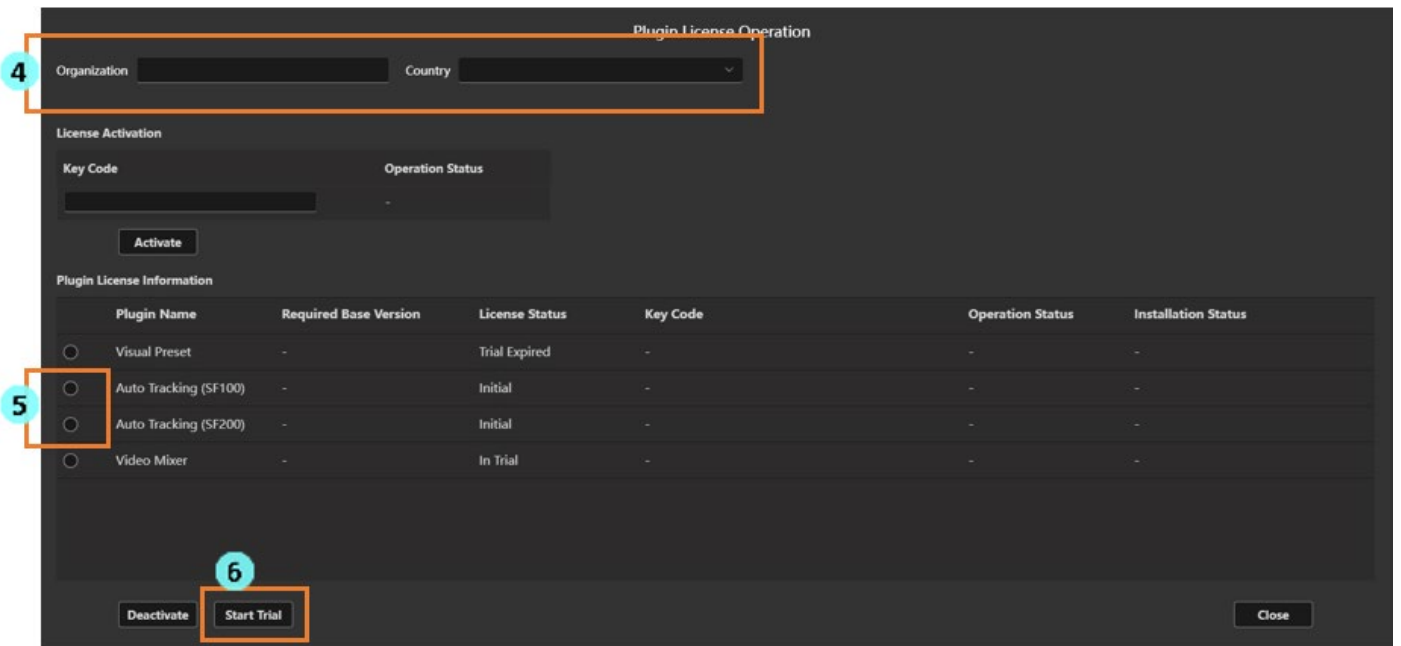 Plugin License Operation
4
Organization Country
License Activation
Key Code Operation Status
-
Activate
Plugin License Information
Plugin Name Required Base Version License Status Key Code Operation Status Installation Status
Visual Preset - Trial Expired - - -
5
Auto Tracking (SF100) - Initial - - -
Auto Tracking (SF200) - Initial - - -
Video Mixer - In Trial - - -
6
Deactivate Start Trial Close